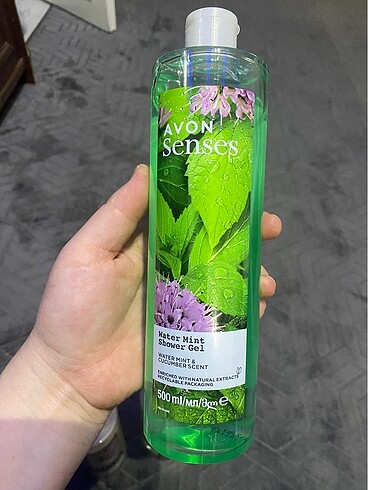 AVON
senses
Water Mint
Shower Gel
WATER MINT &
CUCUMBER SCENT
ENRICHED WITH NATURAL EXTRACTS
RECYCLABLE PACKAGING
500 ml/мл/მლ ℮